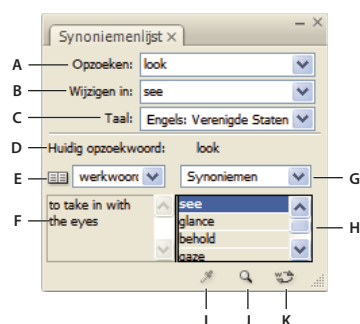 Synoniemenlijst ×
A Opzoeken: look
B Wijzigen in: see
C Taal: Engels: Verenigde Staten
D Huidig opzoekwoord: look
E werkwoord Synoniemen G
F to take in with the eyes
see
glance
behold
gaze
H
I J K